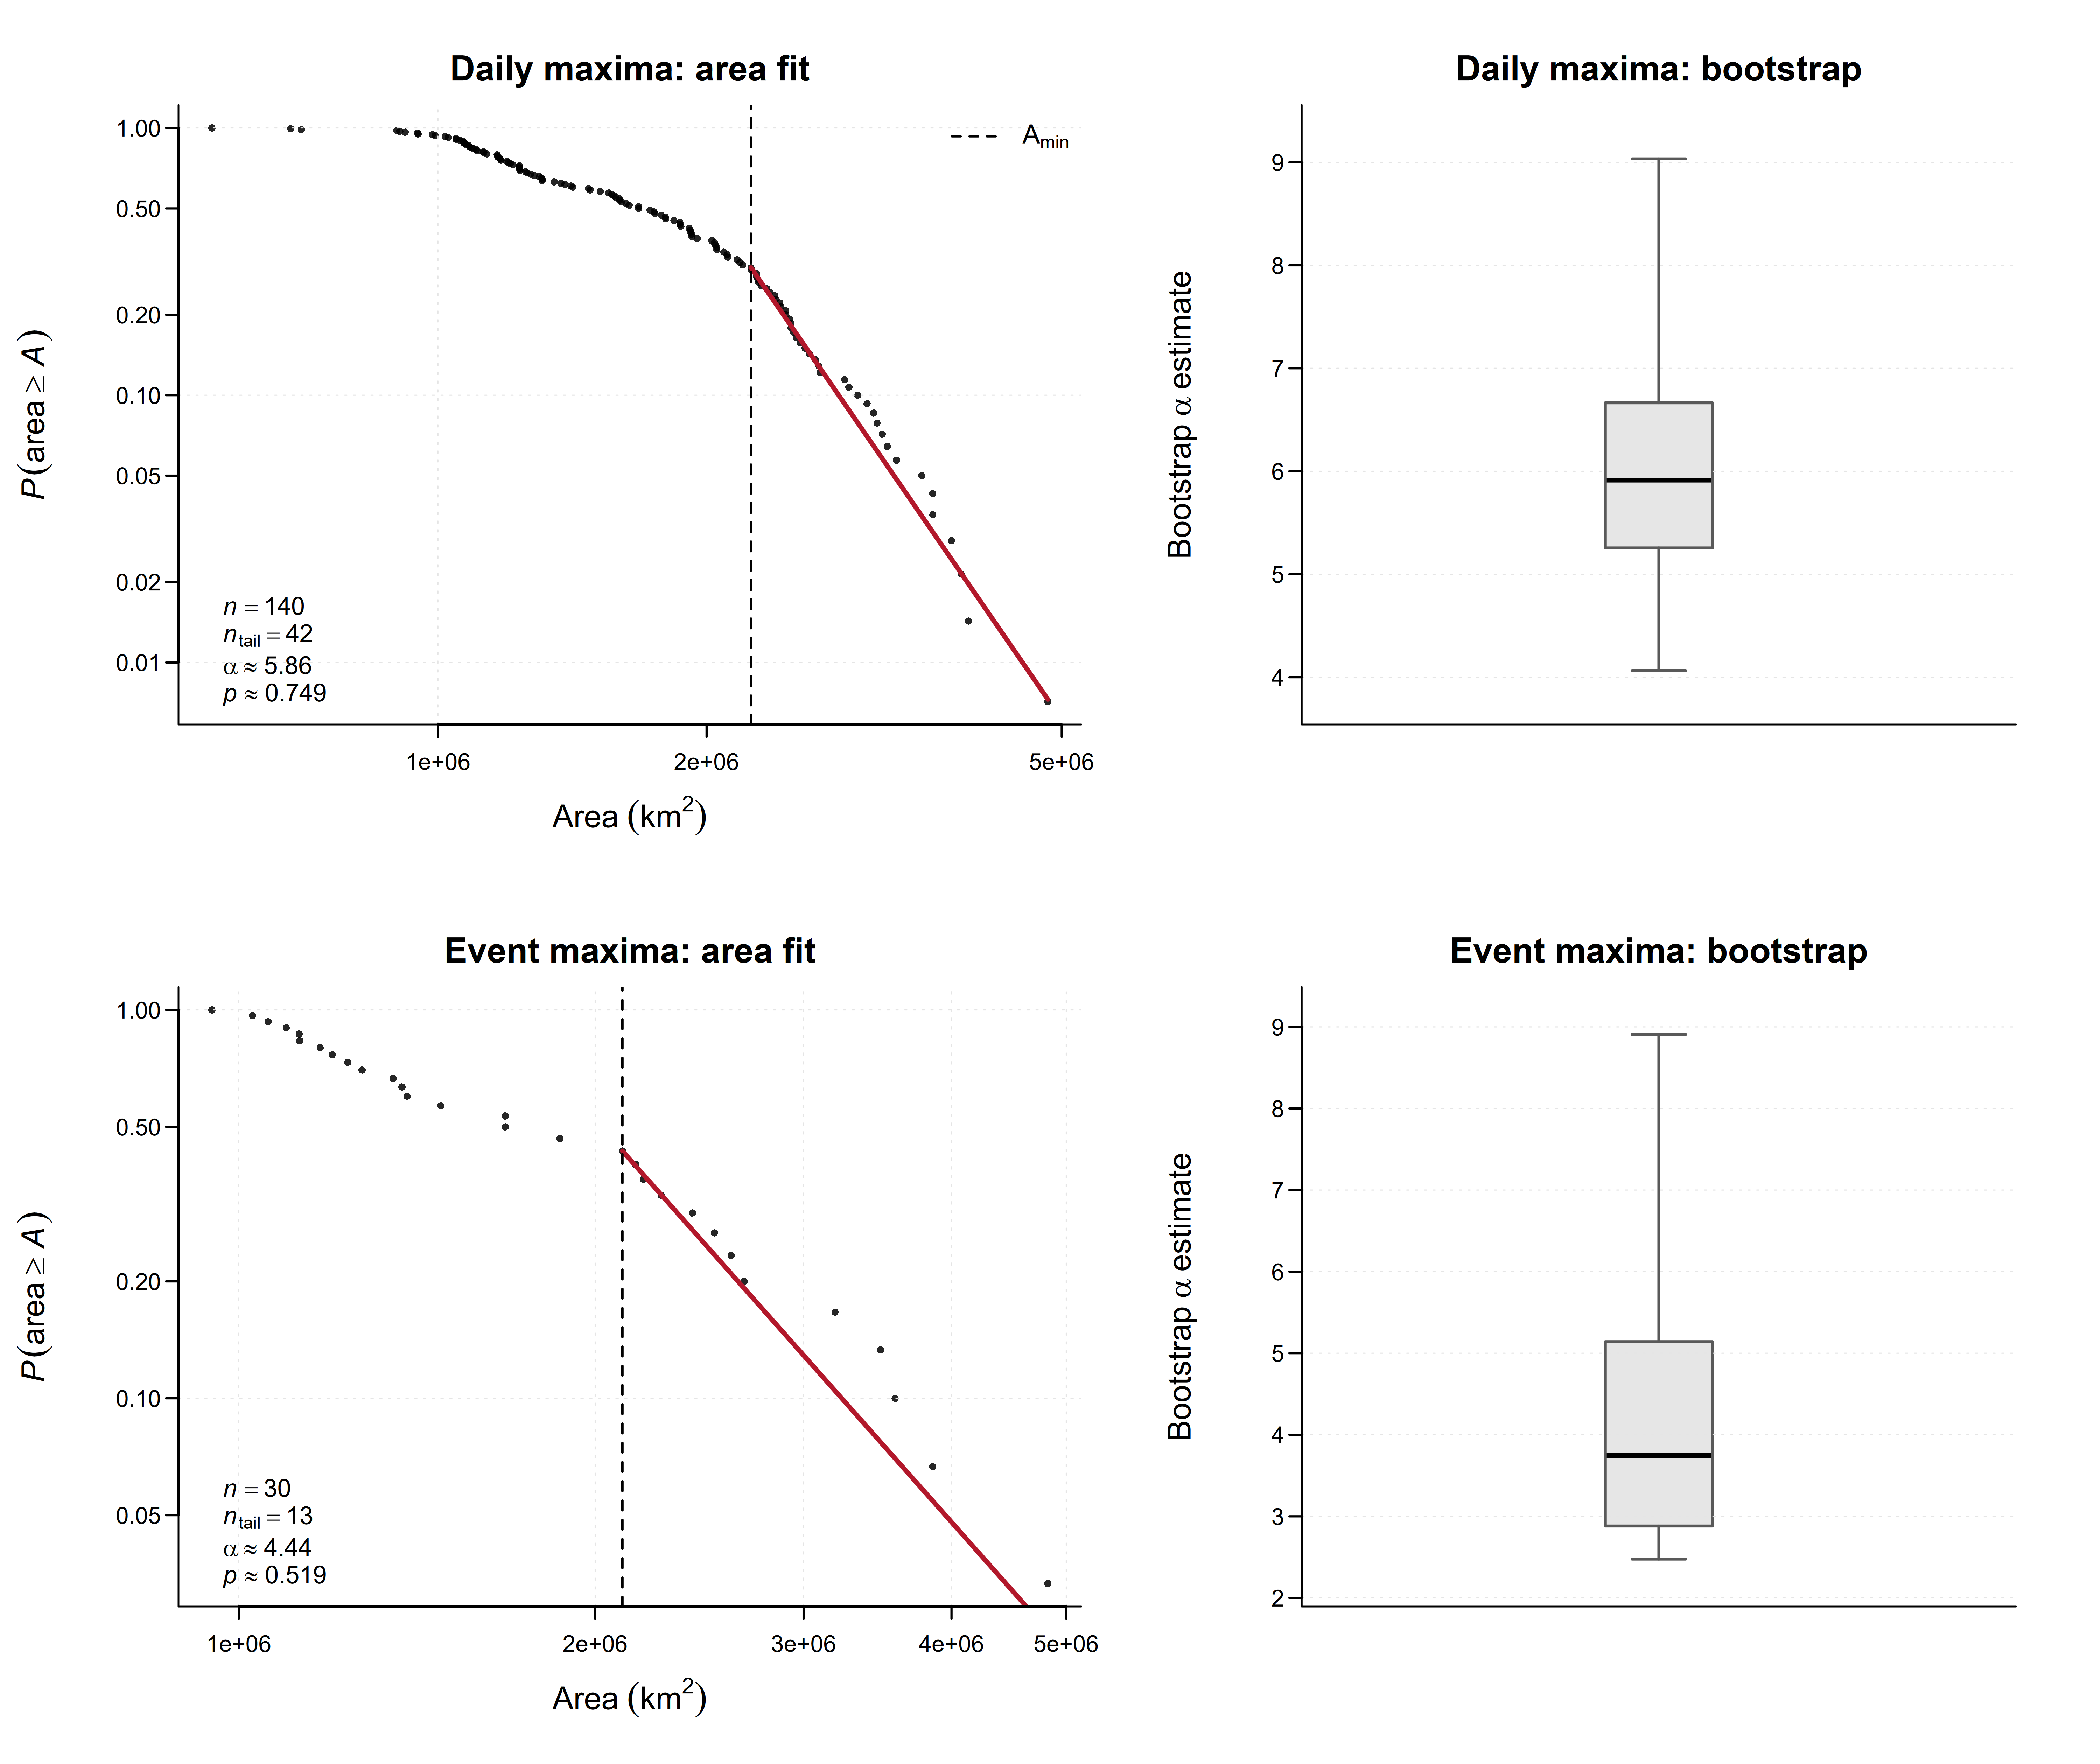 Daily maxima: area fit
P(area ≥ A)
1.00
0.50
0.20
0.10
0.05
0.02
0.01
A_min
n = 140
n_tail = 42
α ≈ 5.86
p ≈ 0.749
1e+06 2e+06 5e+06
Area (km²)
Daily maxima: bootstrap
Bootstrap α estimate
9
8
7
6
5
4
Event maxima: area fit
P(area ≥ A)
1.00
0.50
0.20
0.10
0.05
n = 30
n_tail = 13
α ≈ 4.44
p ≈ 0.519
1e+06 2e+06 3e+06 4e+06 5e+06
Area (km²)
Event maxima: bootstrap
Bootstrap α estimate
9
8
7
6
5
4
3
2